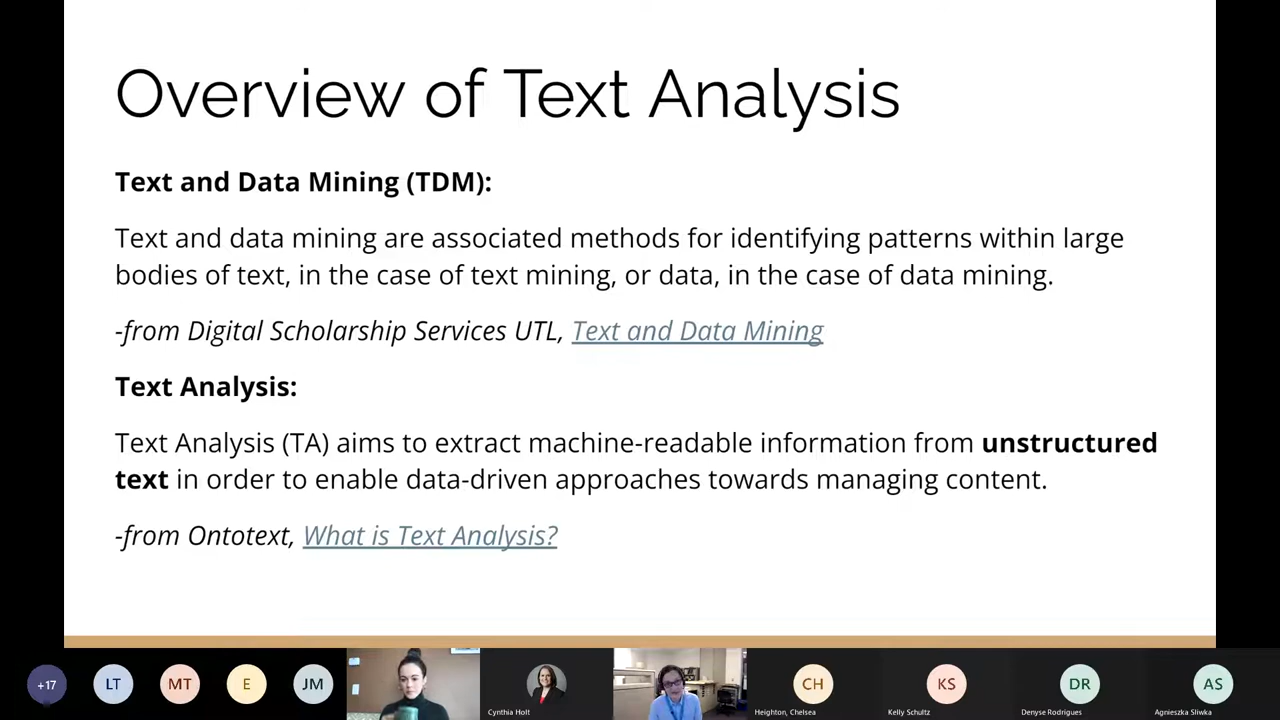 Overview of Text Analysis
Text and Data Mining (TDM):
Text and data mining are associated methods for identifying patterns within large
bodies of text, in the case of text mining, or data, in the case of data mining.
-from Digital Scholarship Services UTL, Text and Data Mining
Text Analysis:
Text Analysis (TA) aims to extract machine-readable information from unstructured
text in order to enable data-driven approaches towards managing content.
-from Ontotext, What is Text Analysis?
+17
LT
MT
E
JM
Cynthia Holt
CH
Heighton, Chelsea
KS
Kelly Schultz
DR
Denyse Rodrigues
AS
Agnieszka Sliwka